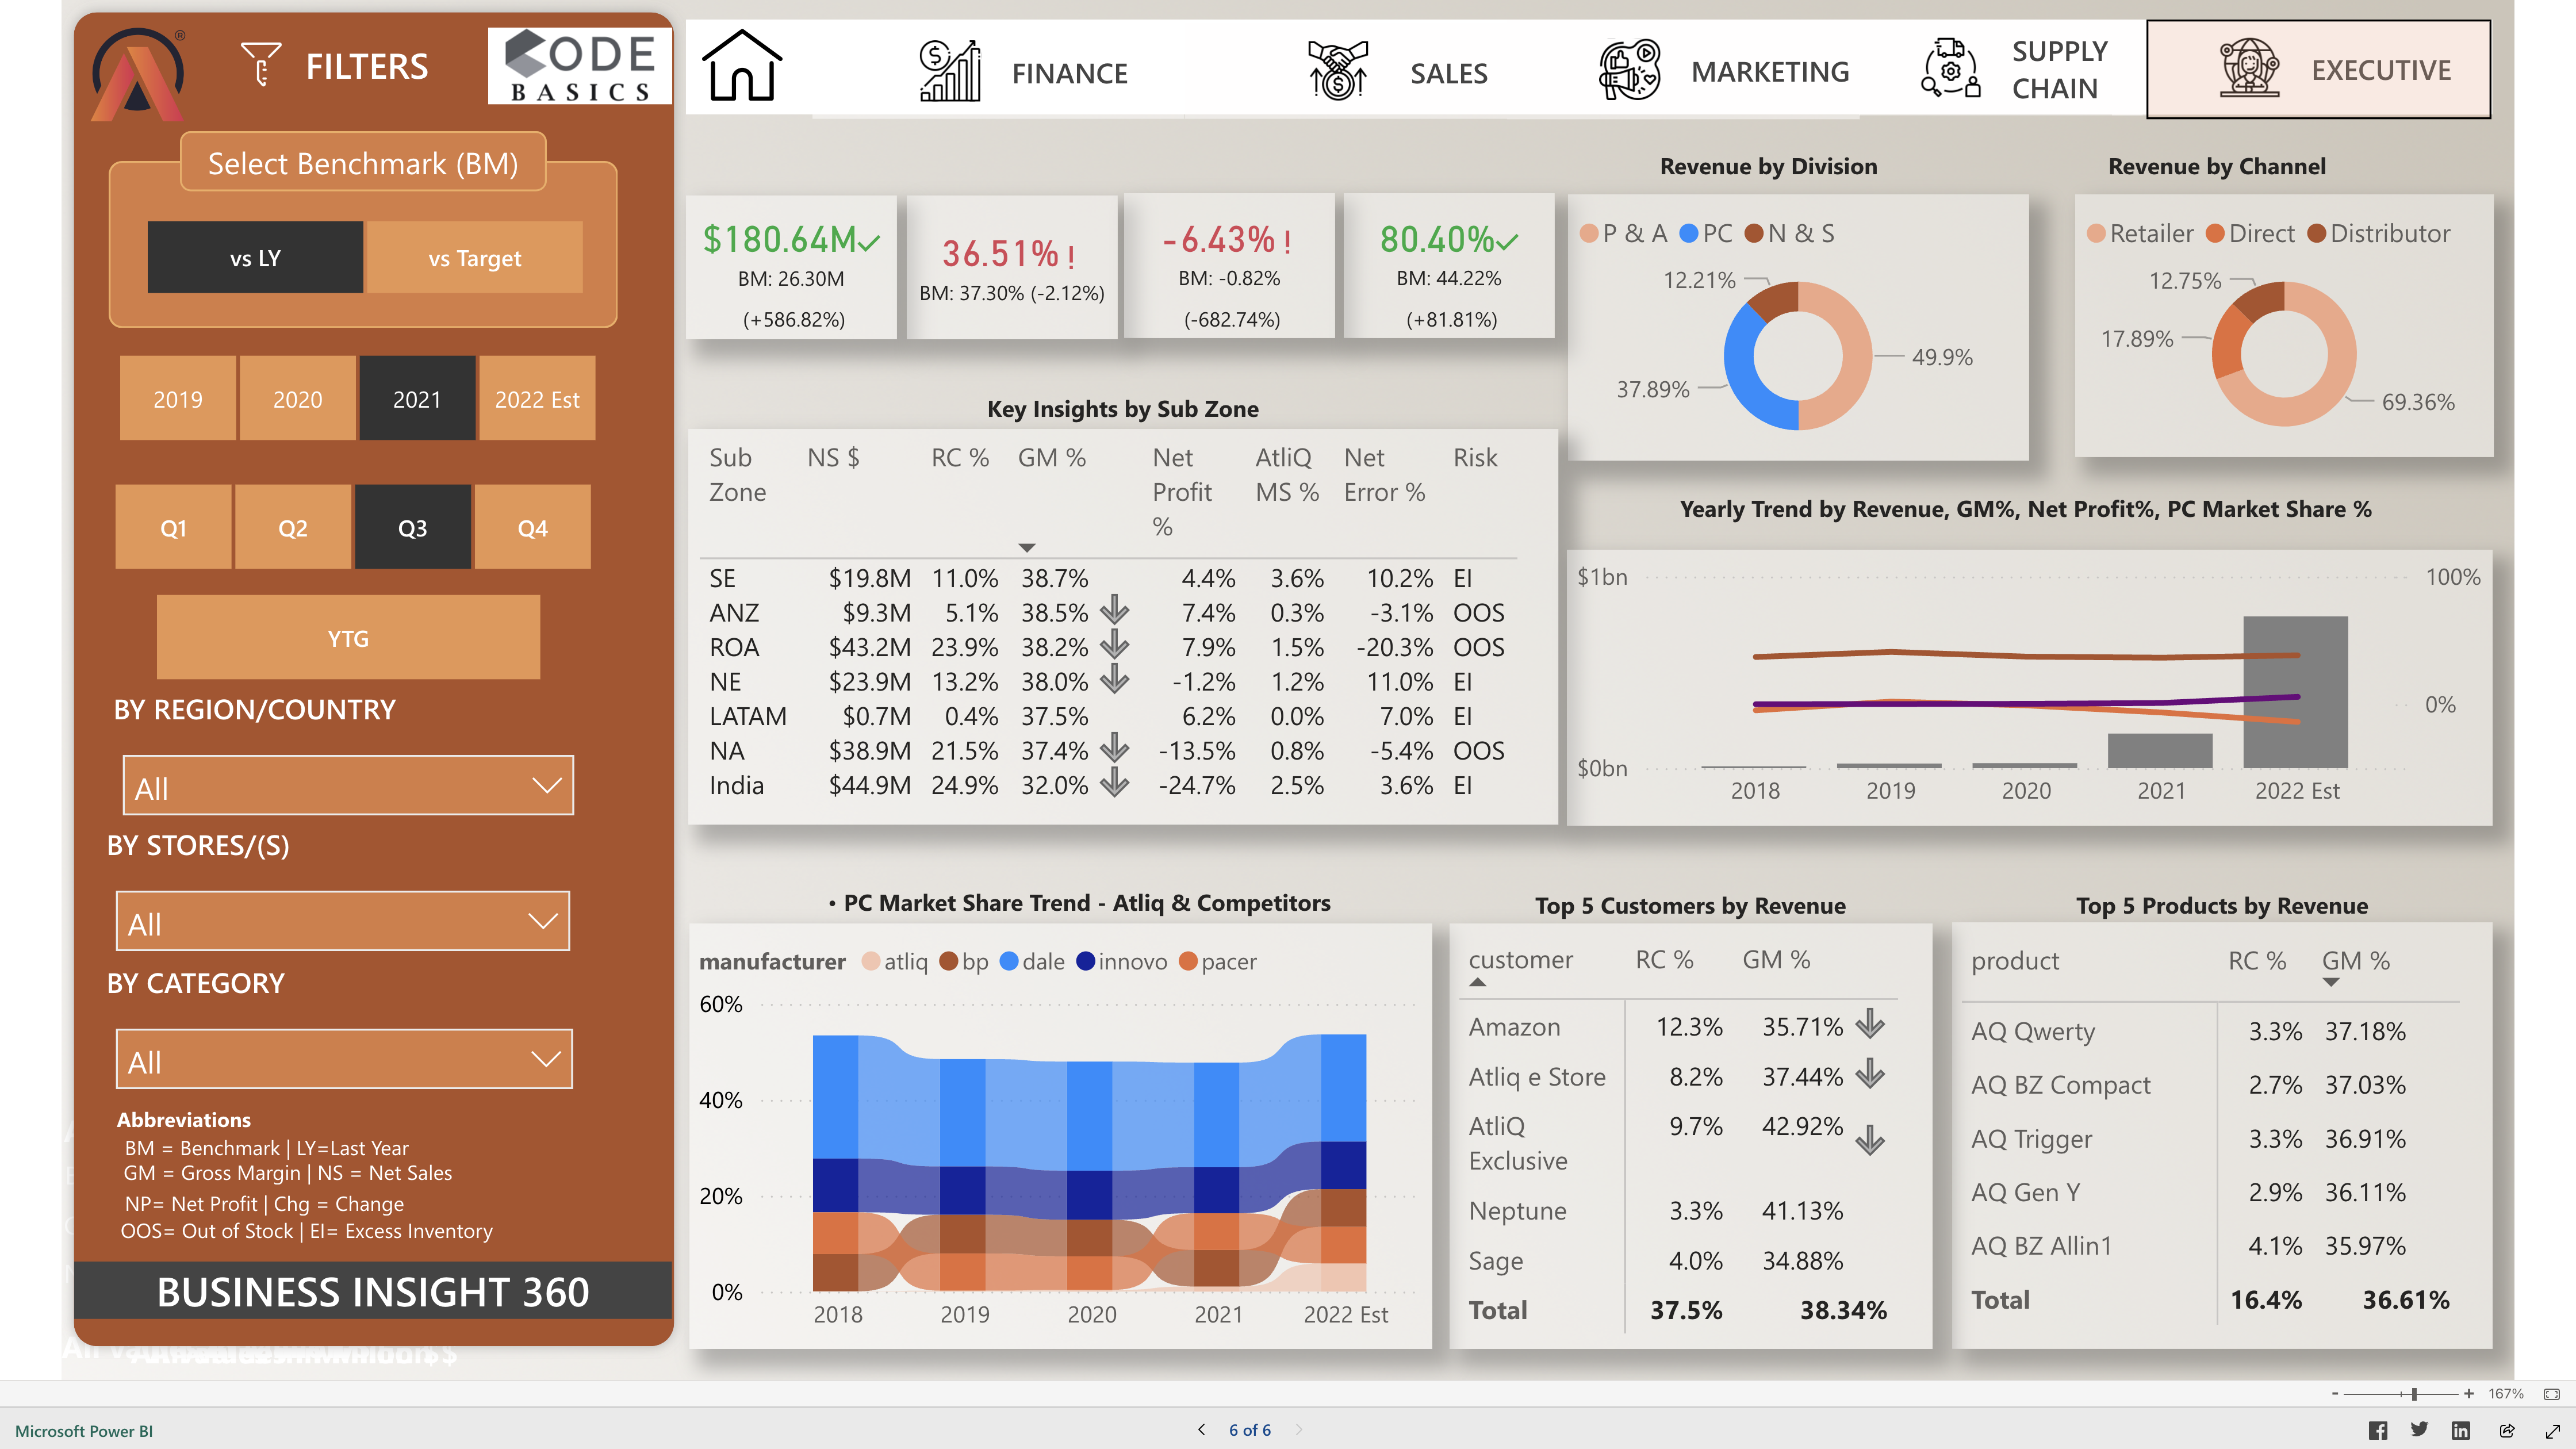 ®
FILTERS
CODE
BASICS
FINANCE
SALES
MARKETING
SUPPLY
CHAIN
EXECUTIVE
Select Benchmark (BM)
vs LY
vs Target
2019
2020
2021
2022 Est
Q1
Q2
Q3
Q4
YTG
BY REGION/COUNTRY
All
BY STORES/(S)
All
BY CATEGORY
All
Abbreviations
BM = Benchmark | LY=Last Year
GM = Gross Margin | NS = Net Sales
NP= Net Profit | Chg = Change
OOS= Out of Stock | EI= Excess Inventory
BUSINESS INSIGHT 360
$180.64M
BM: 26.30M
(+586.82%)
36.51% !
BM: 37.30% (-2.12%)
-6.43% !
BM: -0.82%
(-682.74%)
80.40%
BM: 44.22%
(+81.81%)
Revenue by Division
P & A PC N & S
12.21%
49.9%
37.89%
Revenue by Channel
Retailer Direct Distributor
12.75%
17.89%
69.36%
Key Insights by Sub Zone
Sub Zone NS $ RC % GM % Net Profit % AtliQ MS % Net Error % Risk
SE $19.8M 11.0% 38.7% 4.4% 3.6% 10.2% EI
ANZ $9.3M 5.1% 38.5% 7.4% 0.3% -3.1% OOS
ROA $43.2M 23.9% 38.2% 7.9% 1.5% -20.3% OOS
NE $23.9M 13.2% 38.0% -1.2% 1.2% 11.0% EI
LATAM $0.7M 0.4% 37.5% 6.2% 0.0% 7.0% EI
NA $38.9M 21.5% 37.4% -13.5% 0.8% -5.4% OOS
India $44.9M 24.9% 32.0% -24.7% 2.5% 3.6% EI
Yearly Trend by Revenue, GM%, Net Profit%, PC Market Share %
$1bn
100%
0%
$0bn
2018 2019 2020 2021 2022 Est
• PC Market Share Trend - Atliq & Competitors
manufacturer atliq bp dale innovo pacer
60%
40%
20%
0%
2018 2019 2020 2021 2022 Est
Top 5 Customers by Revenue
customer RC % GM %
Amazon 12.3% 35.71%
Atliq e Store 8.2% 37.44%
AtliQ Exclusive 9.7% 42.92%
Neptune 3.3% 41.13%
Sage 4.0% 34.88%
Total 37.5% 38.34%
Top 5 Products by Revenue
product RC % GM %
AQ Qwerty 3.3% 37.18%
AQ BZ Compact 2.7% 37.03%
AQ Trigger 3.3% 36.91%
AQ Gen Y 2.9% 36.11%
AQ BZ Allin1 4.1% 35.97%
Total 16.4% 36.61%
- + 167%
Microsoft Power BI
6 of 6